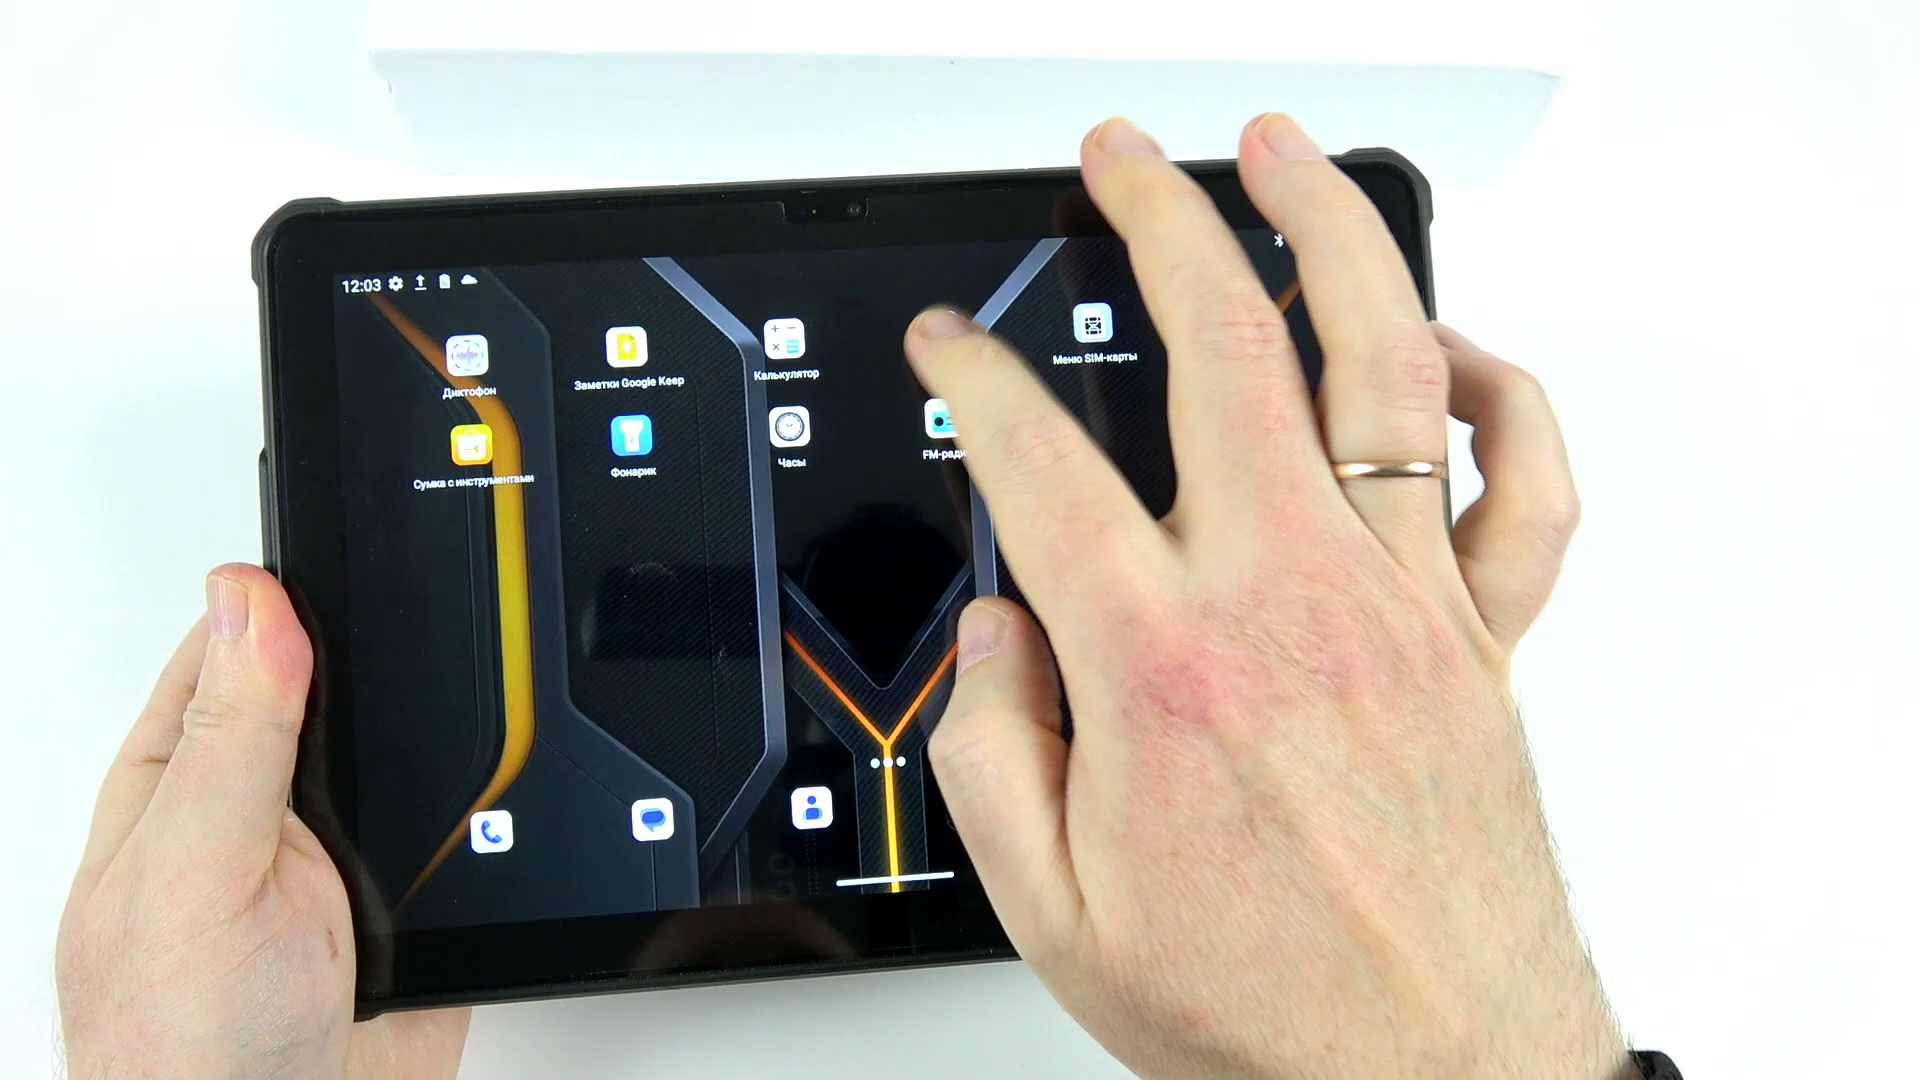 12:03
Диктофон
Заметки Google Keep
Калькулятор
Меню SIM-карты
Сумка с инструментами
Фонарик
Часы